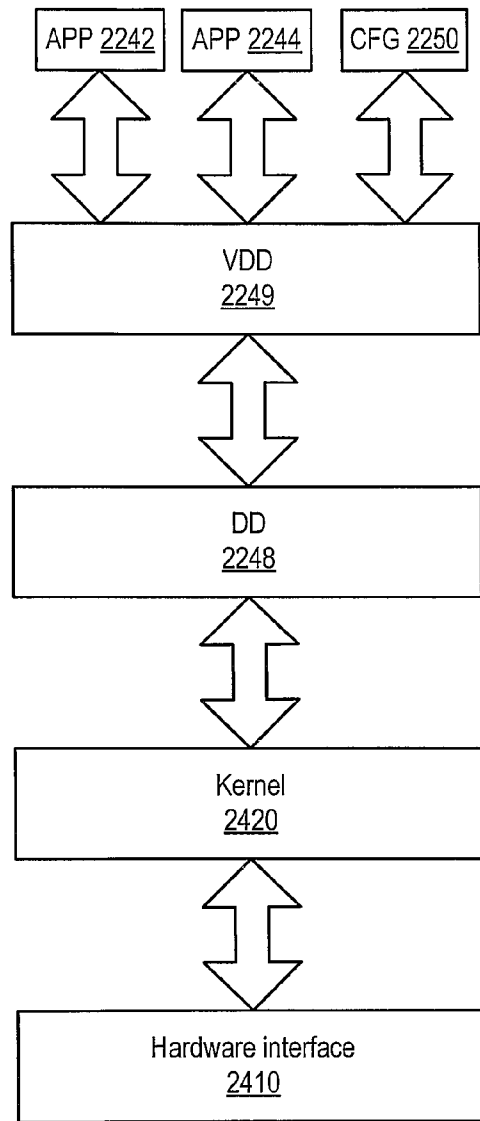 APP 2242
APP 2244
CFG 2250
VDD
2249
DD
2248
Kernel
2420
Hardware interface
2410